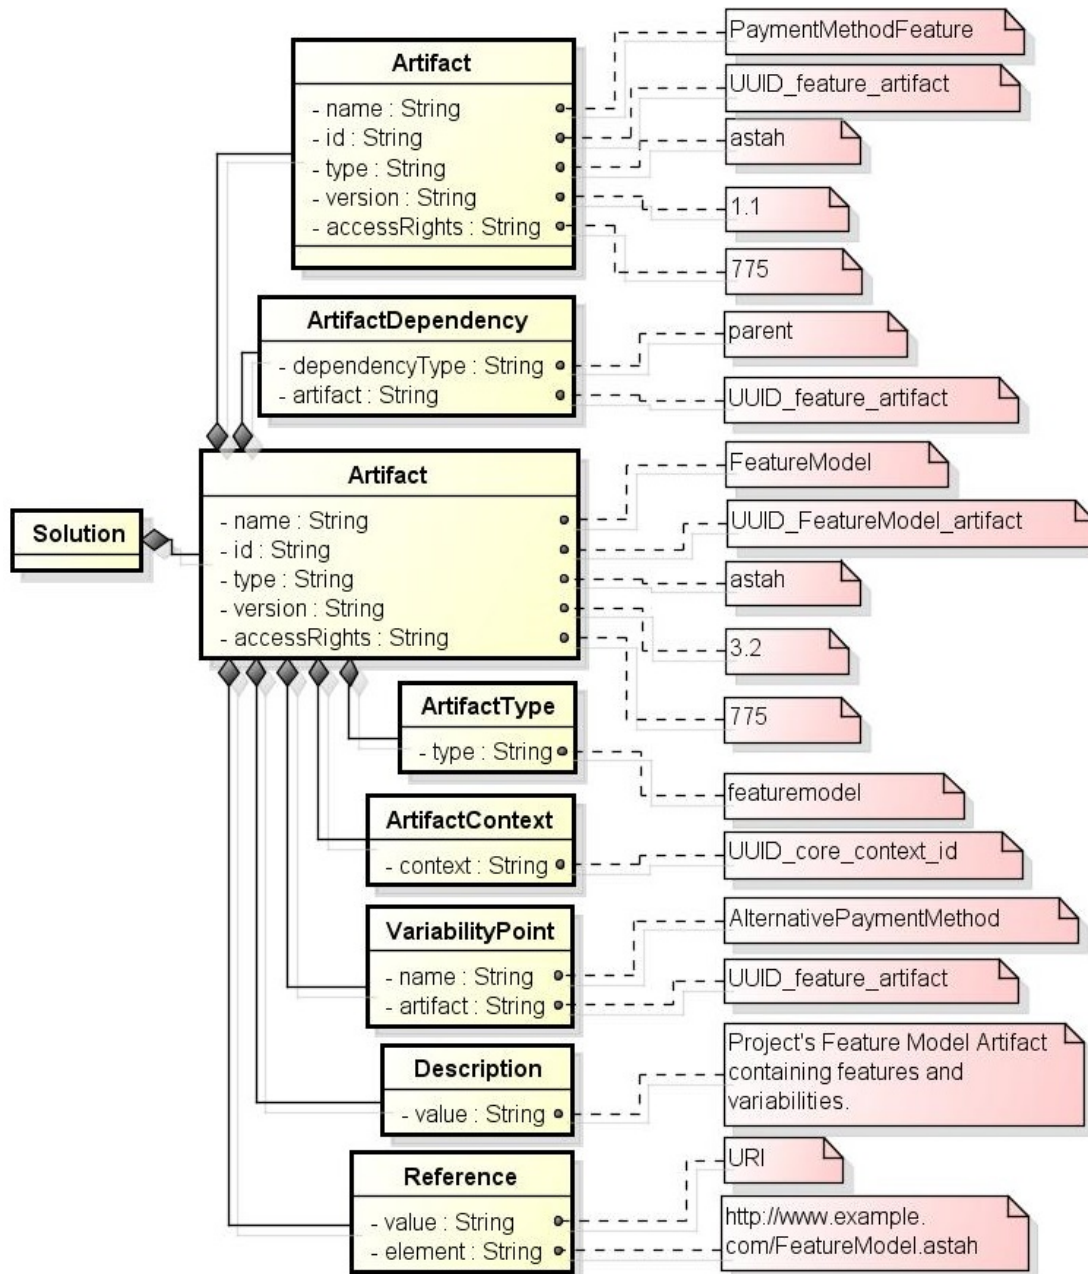 PaymentMethodFeature
Artifact
- name : String
UUID_feature_artifact
- id : String
astah
- type : String
- version : String
1.1
- accessRights : String
775
ArtifactDependency
parent
- dependencyType : String
- artifact : String
UUID_feature_artifact
Artifact
FeatureModel
- name : String
UUID_FeatureModel_artifact
Solution
- id : String
astah
- type : String
- version : String
3.2
- accessRights : String
775
ArtifactType
- type : String
featuremodel
ArtifactContext
- context : String
UUID_core_context_id
VariabilityPoint
AlternativePaymentMethod
- name : String
- artifact : String
UUID_feature_artifact
Description
- value : String
Project's Feature Model Artifact
containing features and
variabilities.
Reference
URI
- value : String
- element : String
http://www.example.
com/FeatureModel.astah